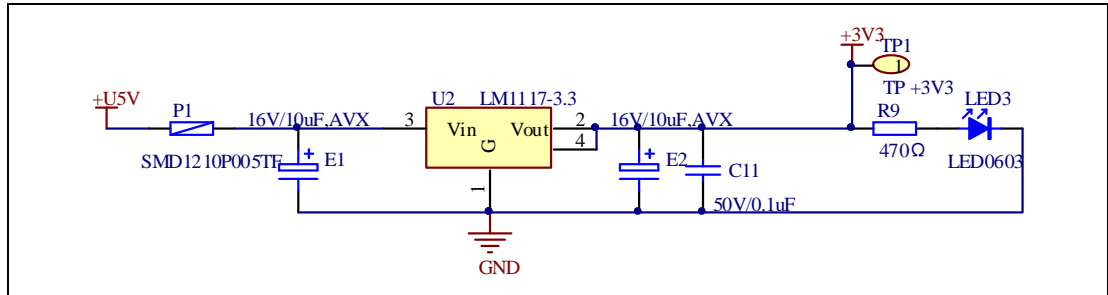 +3V3
TP1
1
TP +3V3
+U5V
P1
U2
LM1117-3.3
R9
LED3
16V/10uF,AVX
3
Vin
G
Vout
2
4
16V/10uF,AVX
SMD1210P005TF
E1
E2
C11
470Ω
LED0603
1
50V/0.1uF
GND